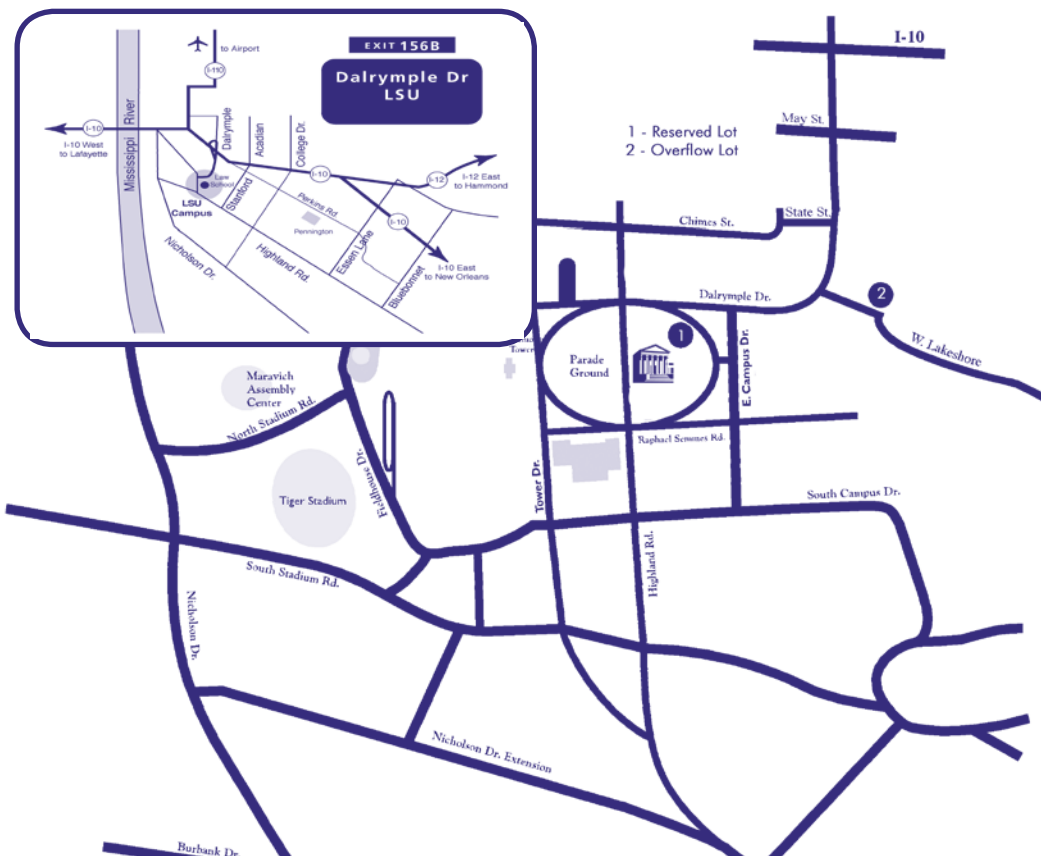 EXIT 156B
Dalrymple Dr
LSU
to Airport
I-110
I-10
I-10 West
to Lafayette
Mississippi River
Dalrymple
Acadian
College Dr.
Law
School
LSU
Campus
Stanford
I-10
I-12
I-12 East
to Hammond
Perkins Rd.
Pennington
I-10
Nicholson Dr.
Highland Rd.
Essen Lane
Bluebonnet
I-10 East
to New Orleans
I-10
May St.
1 - Reserved Lot
2 - Overflow Lot
Chimes St.
State St.
Dalrymple Dr.
2
W. Lakeshore
1
Parade
Ground
E. Campus Dr.
Tower
Maravich
Assembly
Center
North Stadium Rd.
Raphael Semmes Rd.
Fieldhouse Dr.
Tower Dr.
Tiger Stadium
South Campus Dr.
South Stadium Rd.
Highland Rd.
Nicholson Dr.
Nicholson Dr. Extension
Burbank Dr.